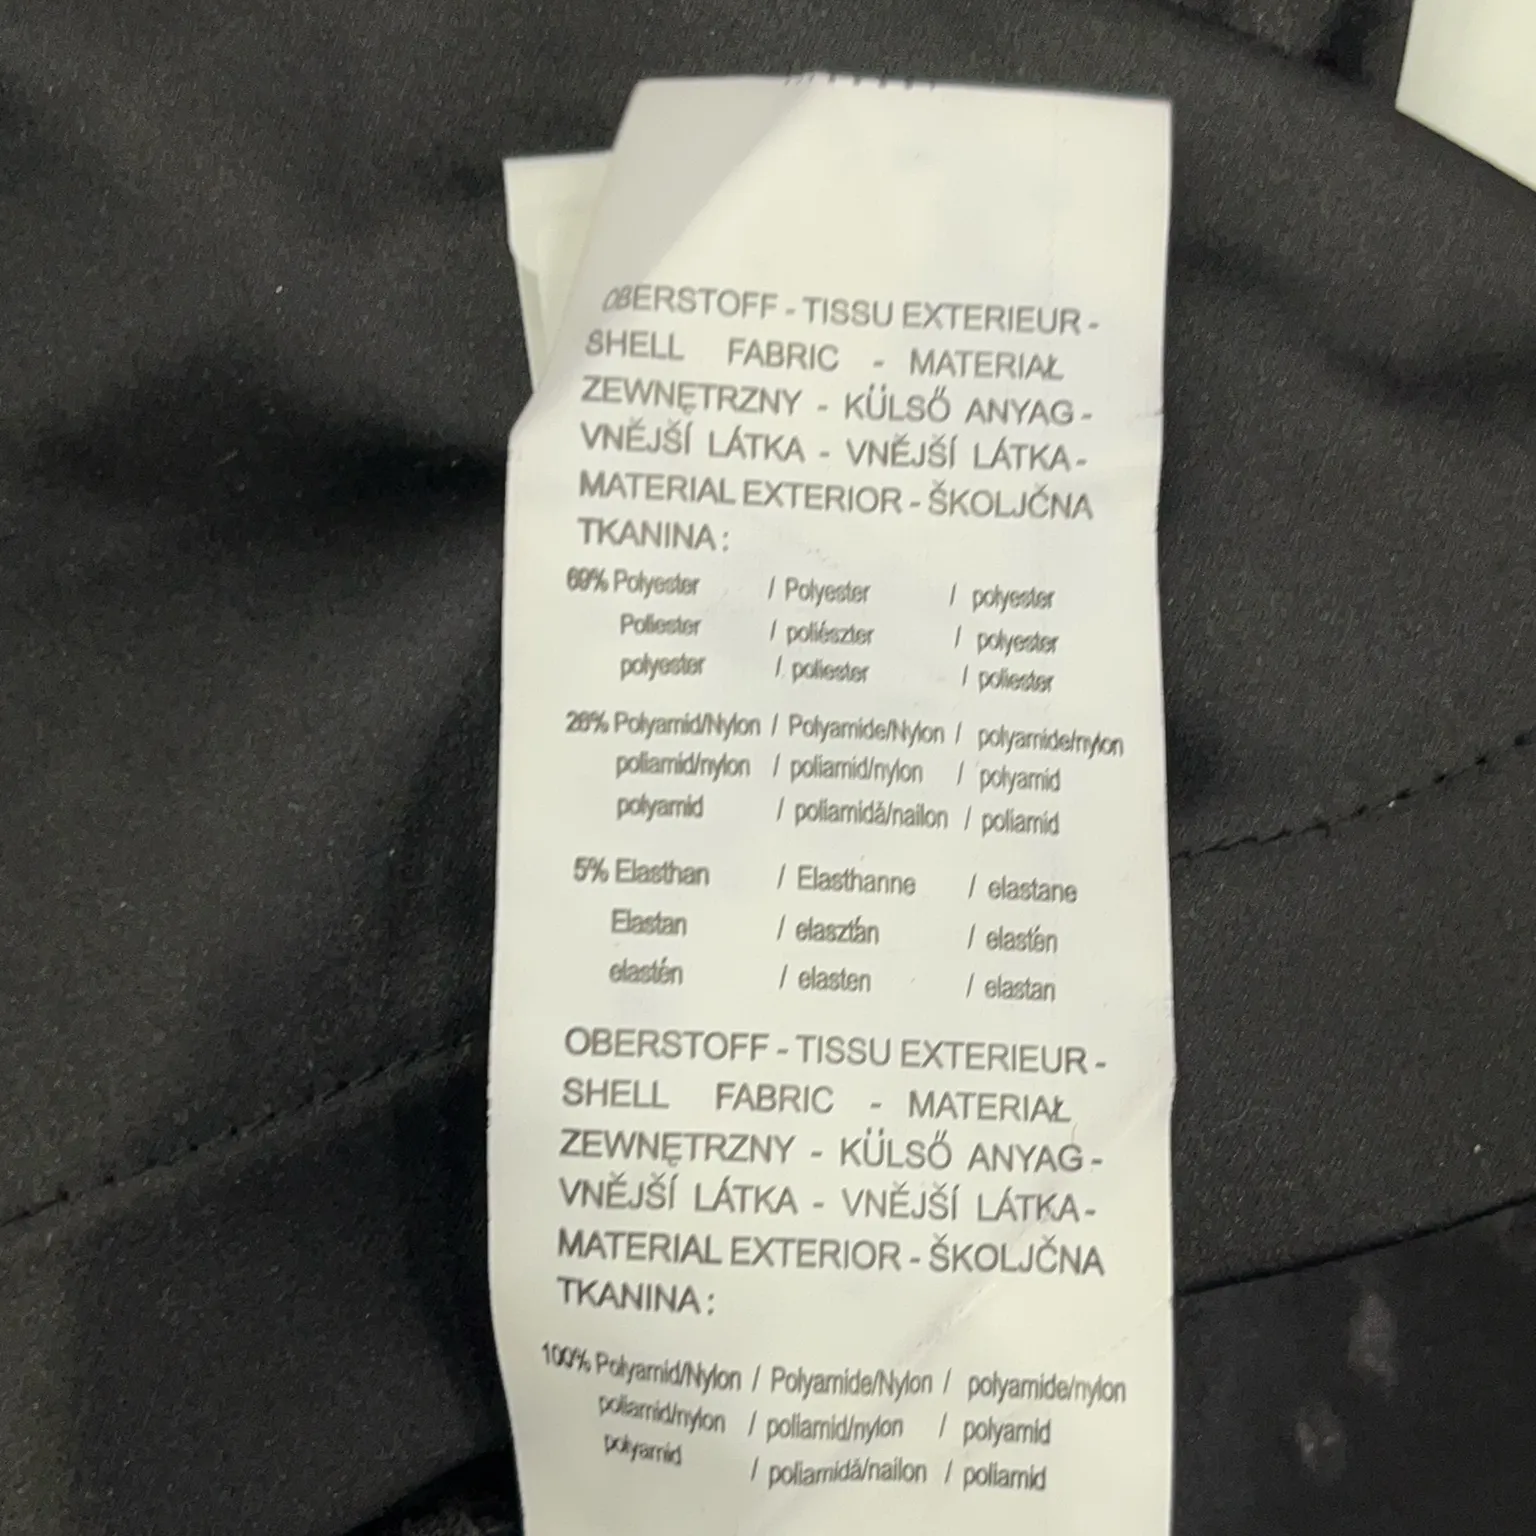 OBERSTOFF - TISSU EXTERIEUR -
SHELL FABRIC - MATERIAŁ
ZEWNĘTRZNY - KÜLSŐ ANYAG -
VNĚJŠÍ LÁTKA - VNĚJŠÍ LÁTKA -
MATERIAL EXTERIOR - ŠKOLJČNA
TKANINA :
69% Polyester / Polyester / polyester
Poliester / poliészter / polyester
polyester / poliester / poliester
26% Polyamid/Nylon / Polyamide/Nylon / polyamide/nylon
poliamid/nylon / poliamid/nylon / polyamid
polyamid / poliamidă/nailon / poliamid
5% Elasthan / Elasthanne / elastane
Elastan / elasztán / elastén
elastén / elasten / elastan
OBERSTOFF - TISSU EXTERIEUR -
SHELL FABRIC - MATERIAŁ
ZEWNĘTRZNY - KÜLSŐ ANYAG -
VNĚJŠÍ LÁTKA - VNĚJŠÍ LÁTKA -
MATERIAL EXTERIOR - ŠKOLJČNA
TKANINA :
100% Polyamid/Nylon / Polyamide/Nylon / polyamide/nylon
poliamid/nylon / poliamid/nylon / polyamid
polyamid / poliamidă/nailon / poliamid